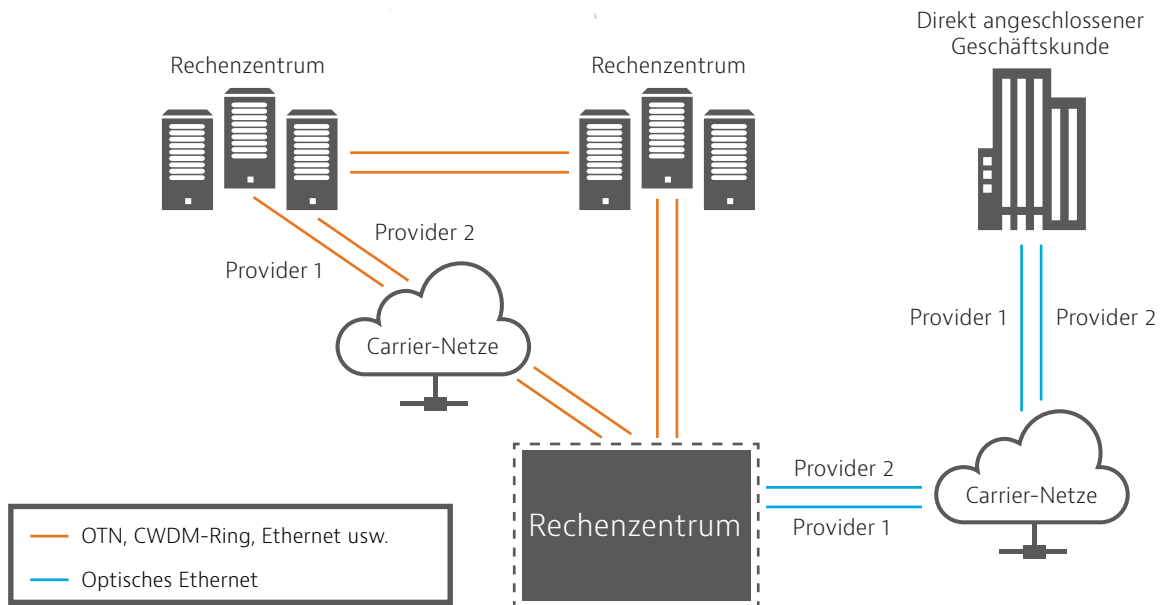 Direkt angeschlossener
Geschäftskunde
Rechenzentrum
Rechenzentrum
Provider 2
Provider 1
Carrier-Netze
Provider 1
Provider 2
Provider 2
Carrier-Netze
Provider 1
Rechenzentrum
OTN, CWDM-Ring, Ethernet usw.
Optisches Ethernet